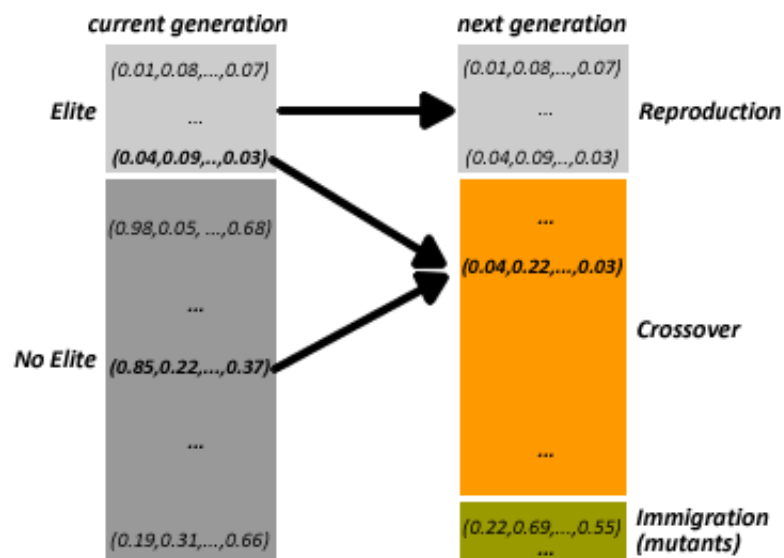 current generation
next generation
Elite
(0.01,0.08,...,0.07)
...
(0.04,0.09,..,0.03)
(0.01,0.08,...,0.07)
...
(0.04,0.09,..,0.03)
Reproduction
No Elite
(0.98,0.05, ...,0.68)
...
(0.85,0.22,...,0.37)
...
(0.19,0.31,...,0.66)
...
(0.04,0.22,...,0.03)
...
Crossover
(0.22,0.69,...,0.55)
...
Immigration
(mutants)